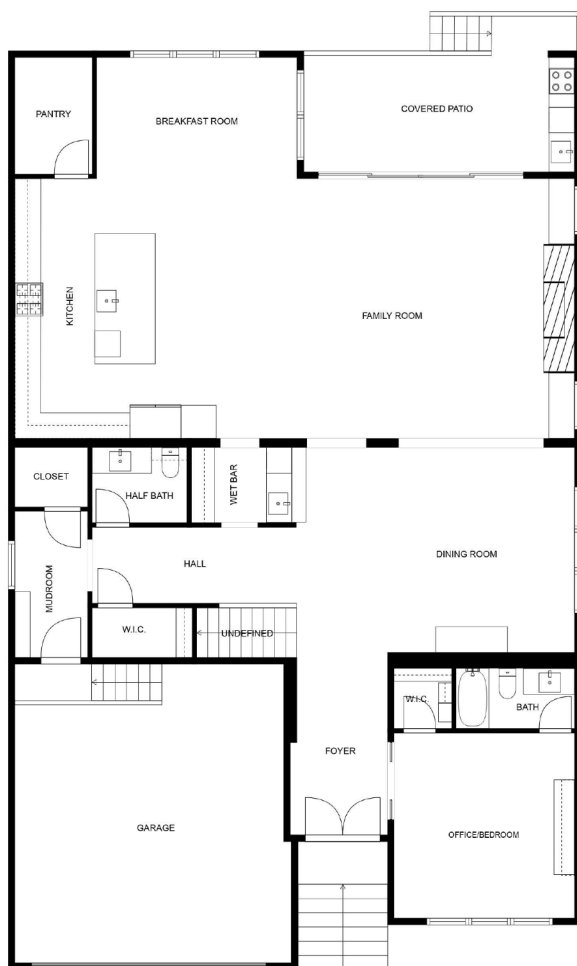 PANTRY
BREAKFAST ROOM
COVERED PATIO
KITCHEN
FAMILY ROOM
CLOSET
HALF BATH
WET BAR
MUDROOM
HALL
DINING ROOM
W.I.C.
UNDEFINED
W.I.C.
BATH
FOYER
GARAGE
OFFICE/BEDROOM